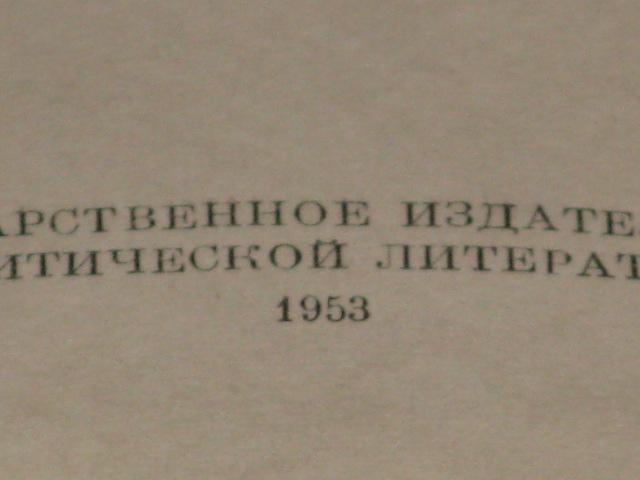 АРСТВЕННОЕ ИЗДАТЕ
ИТИЧЕСКОЙ ЛИТЕРАТ
1953